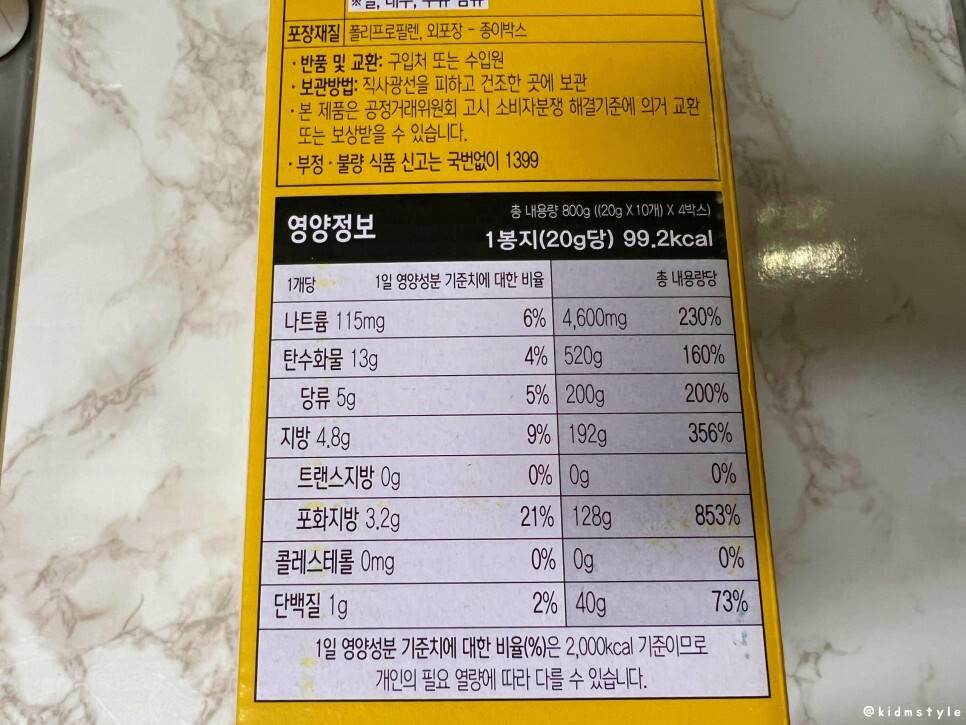 포장재질 폴리프로필렌, 외포장 - 종이박스
· 반품 및 교환: 구입처 또는 수입원
· 보관방법: 직사광선을 피하고 건조한 곳에 보관
· 본 제품은 공정거래위원회 고시 소비자분쟁 해결기준에 의거 교환
또는 보상받을 수 있습니다.
· 부정 · 불량 식품 신고는 국번없이 1399
영양정보
총 내용량 800g ((20g X 10개) X 4박스)
1봉지(20g당) 99.2kcal
1개당 1일 영양성분 기준치에 대한 비율 총 내용량당
나트륨 115mg 6% 4,600mg 230%
탄수화물 13g 4% 520g 160%
당류 5g 5% 200g 200%
지방 4.8g 9% 192g 356%
트랜스지방 0g 0% 0g 0%
포화지방 3.2g 21% 128g 853%
콜레스테롤 0mg 0% 0g 0%
단백질 1g 2% 40g 73%
1일 영양성분 기준치에 대한 비율(%)은 2,000kcal 기준이므로
개인의 필요 열량에 따라 다를 수 있습니다.
@kidmstyle